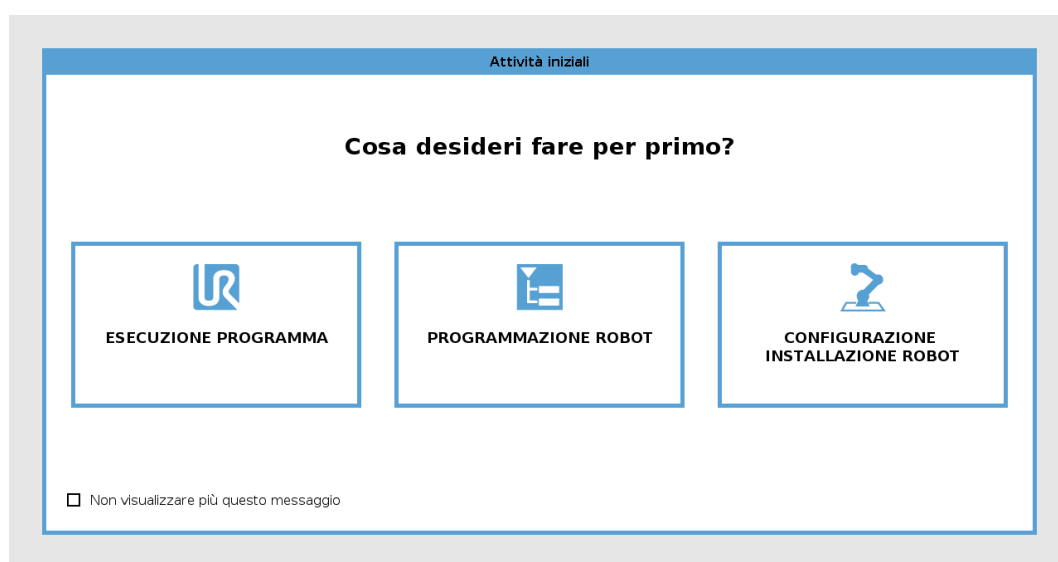 Attività iniziali
Cosa desideri fare per primo?
ESECUZIONE PROGRAMMA
PROGRAMMAZIONE ROBOT
CONFIGURAZIONE
INSTALLAZIONE ROBOT
Non visualizzare più questo messaggio